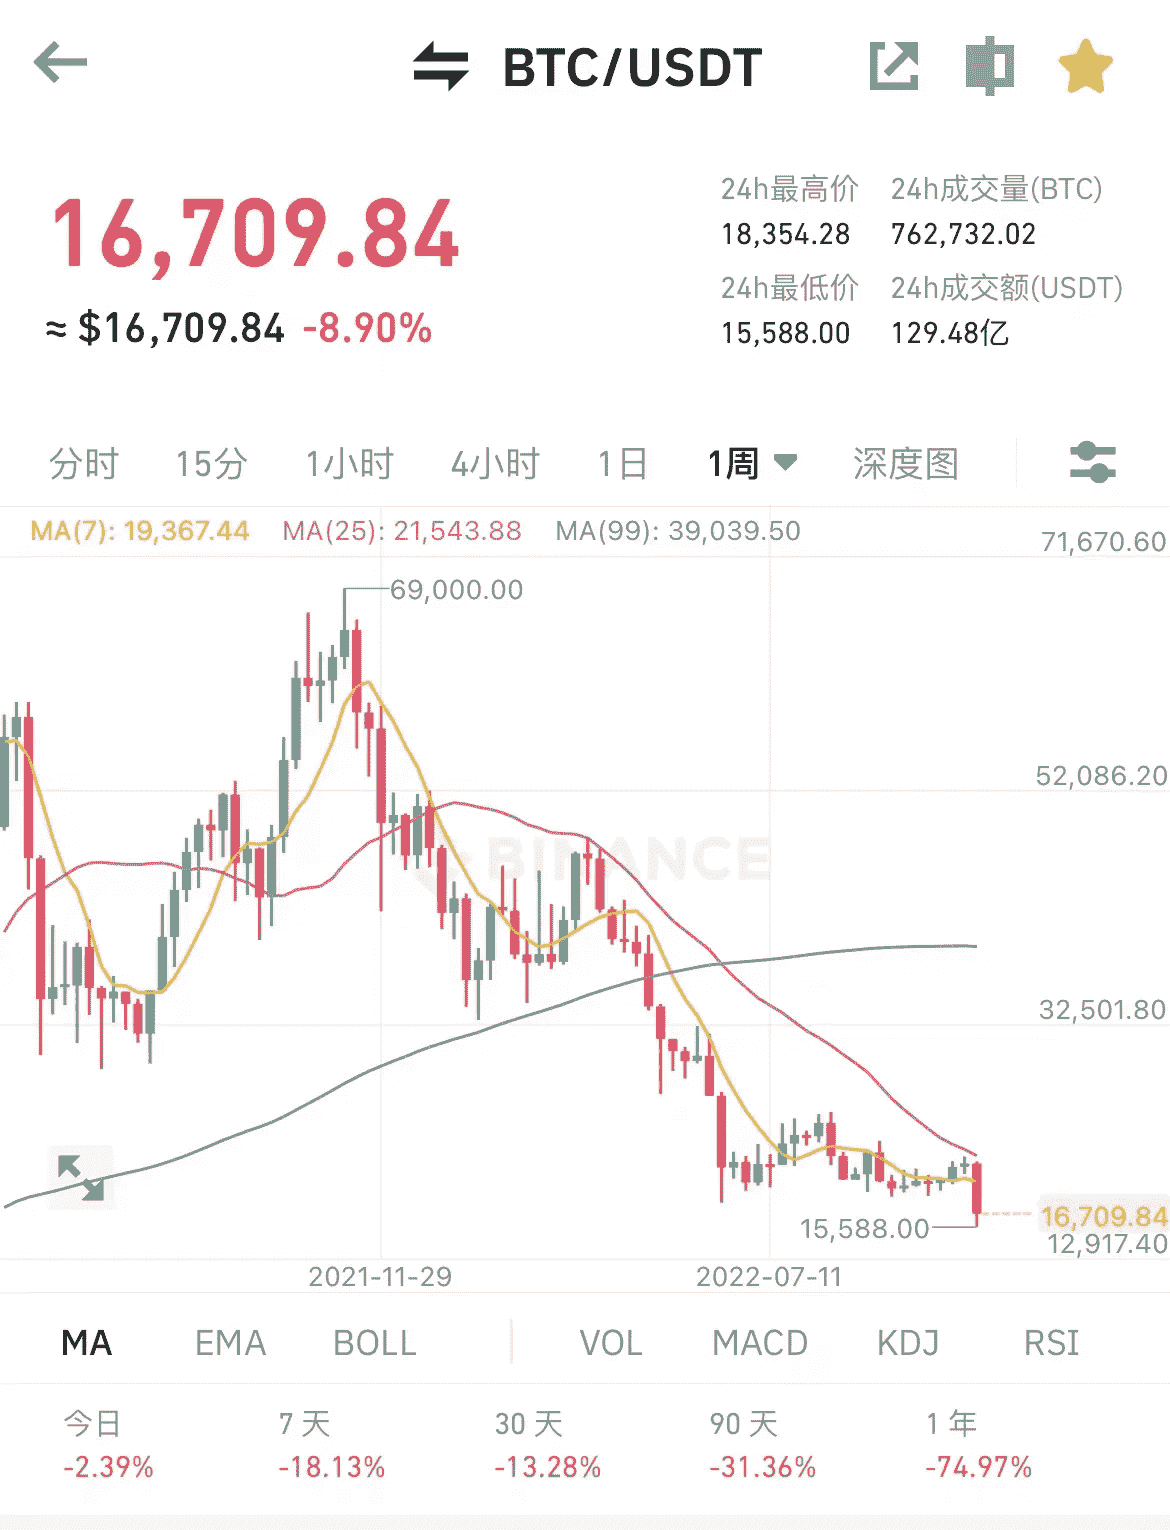 BTC/USDT
16,709.84
≈ $16,709.84 -8.90%
24h最高价 24h成交量(BTC)
18,354.28 762,732.02
24h最低价 24h成交额(USDT)
15,588.00 129.48亿
分时 15分 1小时 4小时 1日 1周 深度图
MA(7): 19,367.44 MA(25): 21,543.88 MA(99): 39,039.50
71,670.60
69,000.00
52,086.20
BINANCE
32,501.80
16,709.84
15,588.00
12,917.40
2021-11-29 2022-07-11
MA EMA BOLL VOL MACD KDJ RSI
今日 7 天 30 天 90 天 1 年
-2.39% -18.13% -13.28% -31.36% -74.97%